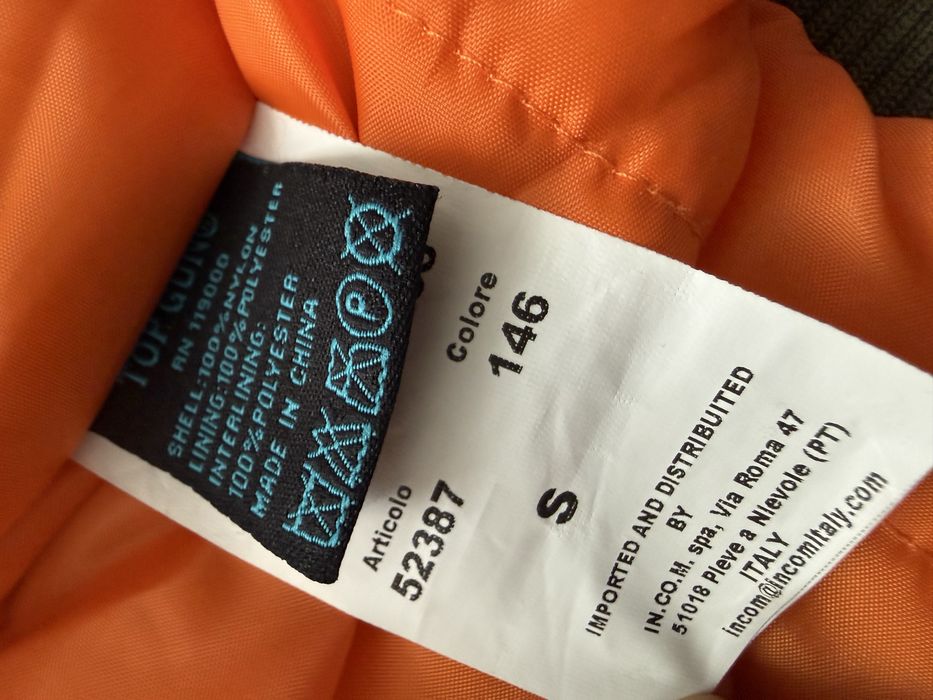 TOP GUN®
RN 119000
SHELL:100%NYLON
LINING:100%POLYESTER
INTERLINING:
100%POLYESTER
MADE IN CHINA
P
Articolo
52387
Colore
146
S
IMPORTED AND DISTRIBUITED
BY
IN.CO.M. spa, Via Roma 47
51018 Pieve a Nievole (PT)
ITALY
incom@incomitaly.com